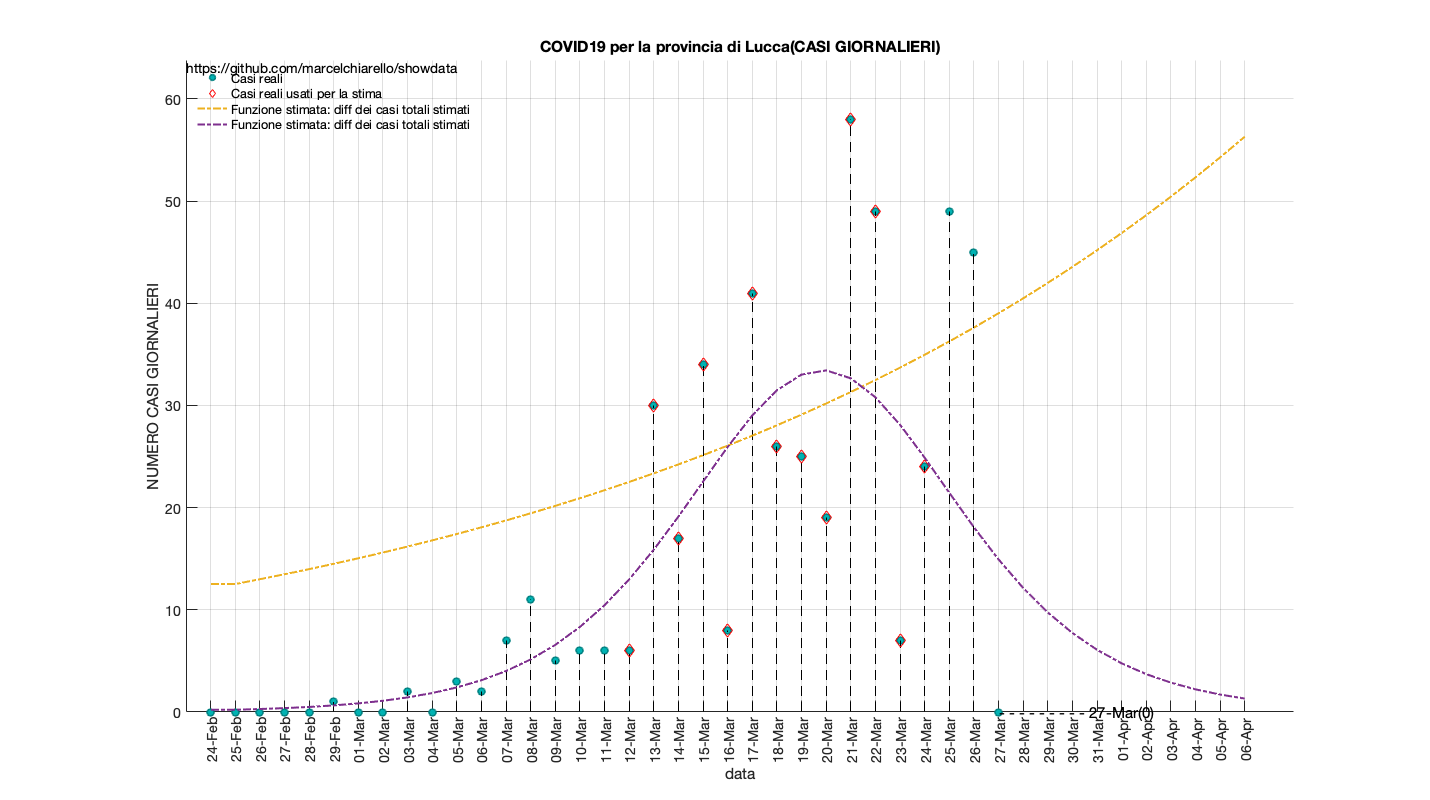 COVID19 per la provincia di Lucca(CASI GIORNALIERI)
https://github.com/marcelchiarello/showdata
Casi reali
Casi reali usati per la stima
Funzione stimata: diff dei casi totali stimati
Funzione stimata: diff dei casi totali stimati
NUMERO CASI GIORNALIERI
60
50
40
30
20
10
0
27-Mar(0)
24-Feb
25-Feb
26-Feb
27-Feb
28-Feb
29-Feb
01-Mar
02-Mar
03-Mar
04-Mar
05-Mar
06-Mar
07-Mar
08-Mar
09-Mar
10-Mar
11-Mar
12-Mar
13-Mar
14-Mar
15-Mar
16-Mar
17-Mar
18-Mar
19-Mar
20-Mar
21-Mar
22-Mar
23-Mar
24-Mar
25-Mar
26-Mar
27-Mar
28-Mar
29-Mar
30-Mar
31-Mar
01-Apr
02-Apr
03-Apr
04-Apr
05-Apr
06-Apr
data